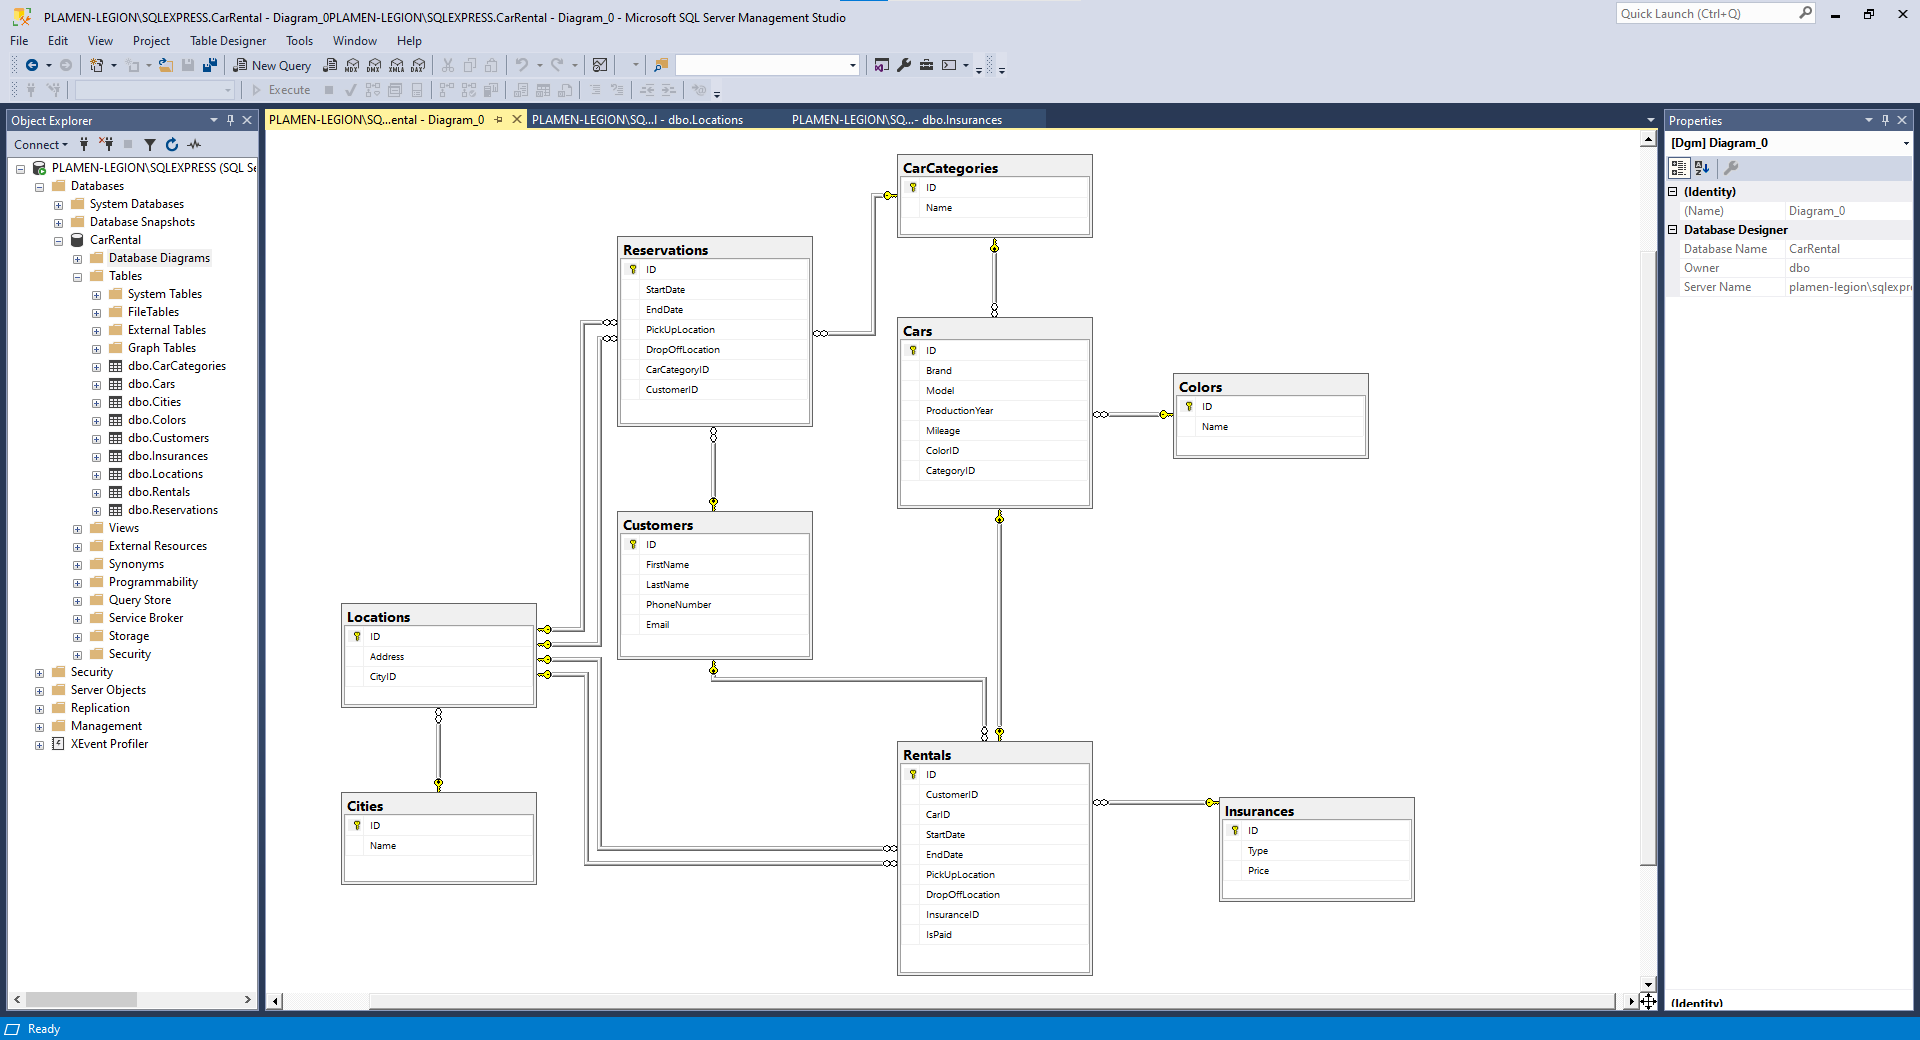 PLAMEN-LEGION\SQLEXPRESS.CarRental - Diagram_0PLAMEN-LEGION\SQLEXPRESS.CarRental - Diagram_0 - Microsoft SQL Server Management Studio
Quick Launch (Ctrl+Q)
File Edit View Project Table Designer Tools Window Help
New Query MDX DMX XMLA DAX
Execute
Object Explorer
Connect
PLAMEN-LEGION\SQLEXPRESS (SQL Se
Databases
System Databases
Database Snapshots
CarRental
Database Diagrams
Tables
System Tables
FileTables
External Tables
Graph Tables
dbo.CarCategories
dbo.Cars
dbo.Cities
dbo.Colors
dbo.Customers
dbo.Insurances
dbo.Locations
dbo.Rentals
dbo.Reservations
Views
External Resources
Synonyms
Programmability
Query Store
Service Broker
Storage
Security
Security
Server Objects
Replication
Management
XEvent Profiler
PLAMEN-LEGION\SQ...ental - Diagram_0
PLAMEN-LEGION\SQ...l - dbo.Locations
PLAMEN-LEGION\SQ...- dbo.Insurances
CarCategories
ID
Name
Reservations
ID
StartDate
EndDate
PickUpLocation
DropOffLocation
CarCategoryID
CustomerID
Cars
ID
Brand
Model
ProductionYear
Mileage
ColorID
CategoryID
Colors
ID
Name
Customers
ID
FirstName
LastName
PhoneNumber
Email
Locations
ID
Address
CityID
Cities
ID
Name
Rentals
ID
CustomerID
CarID
StartDate
EndDate
PickUpLocation
DropOffLocation
InsuranceID
IsPaid
Insurances
ID
Type
Price
Properties
[Dgm] Diagram_0
(Identity)
(Name) Diagram_0
Database Designer
Database Name CarRental
Owner dbo
Server Name plamen-legion\sqlexpre
(Identity)
Ready